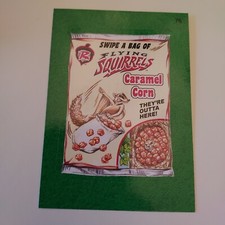 SWIPE A BAG OF
FLYING
SQUIRRELS
Caramel
Corn
THEY'RE
OUTTA
HERE!